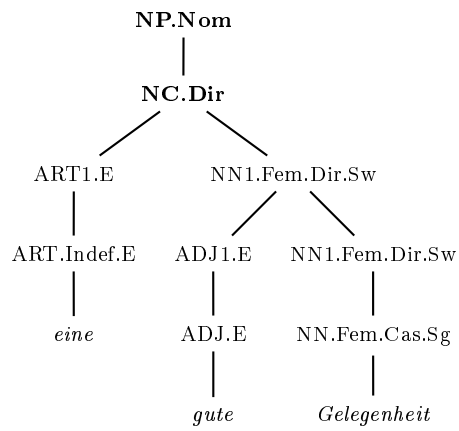 NP.Nom
NC.Dir
ART1.E NN1.Fem.Dir.Sw
ART.Indef.E ADJ1.E NN1.Fem.Dir.Sw
eine ADJ.E NN.Fem.Cas.Sg
gute Gelegenheit